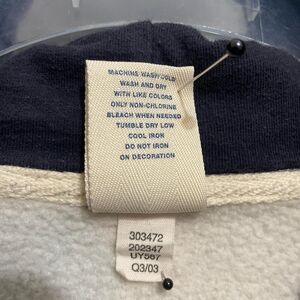 MACHINE WASH COLD
WASH AND DRY
WITH LIKE COLORS
ONLY NON-CHLORINE
BLEACH WHEN NEEDED
TUMBLE DRY LOW
COOL IRON
DO NOT IRON
ON DECORATION
303472
202347
UY567
Q3/03